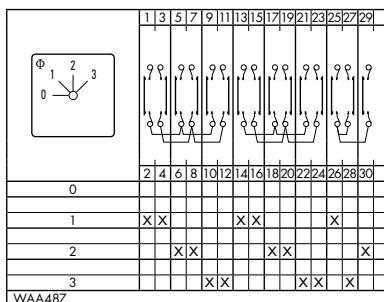 1 3 5 7 9 11 13 15 17 19 21 23 25 27 29
Φ
1 2 3
0
2 4 6 8 10 12 14 16 18 20 22 24 26 28 30
0
1 X X X X X
2 X X X X X
3 X X X X X
WAA487